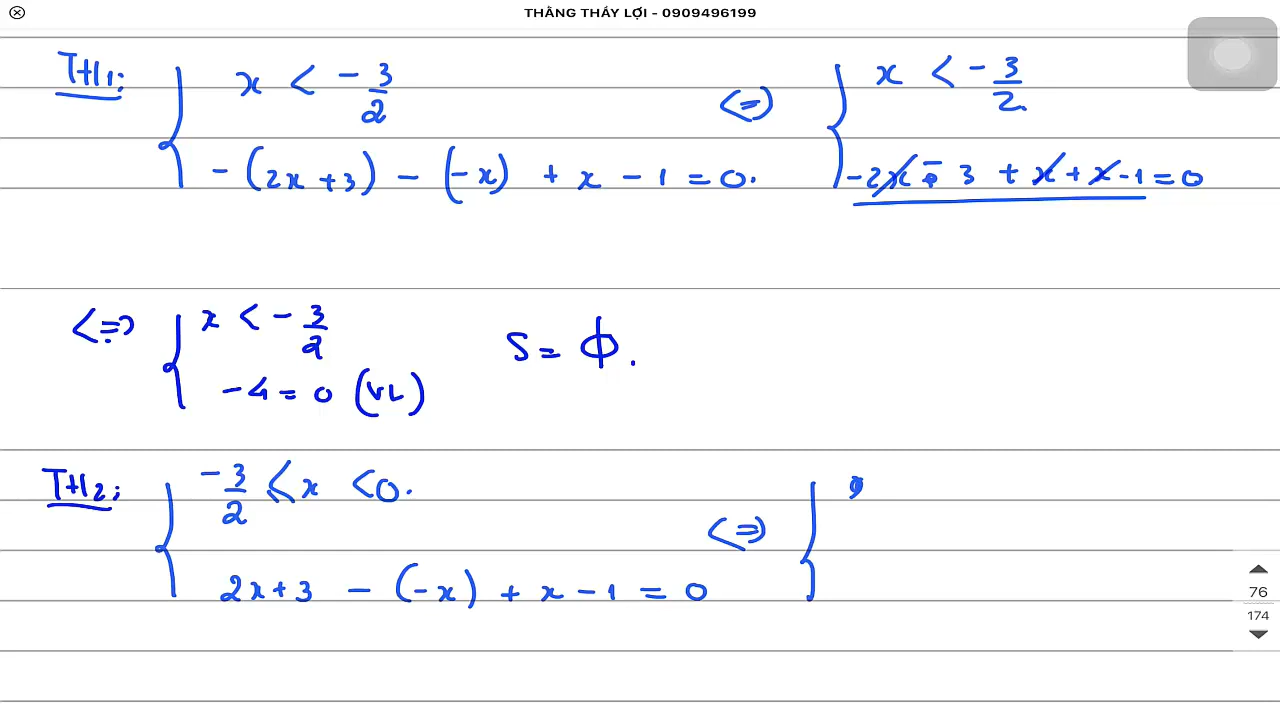 THẰNG THẦY LỢI - 0909496199
TH1: { x < - 3/2 <=> { x < - 3/2
-(2x+3) - (-x) + x - 1 = 0. -2x - 3 + x + x - 1 = 0
<=> { x < - 3/2 S = ϕ.
-4 = 0 (VL)
TH2: { -3/2 ≤ x < 0. <=> {
2x+3 - (-x) + x - 1 = 0
76
174